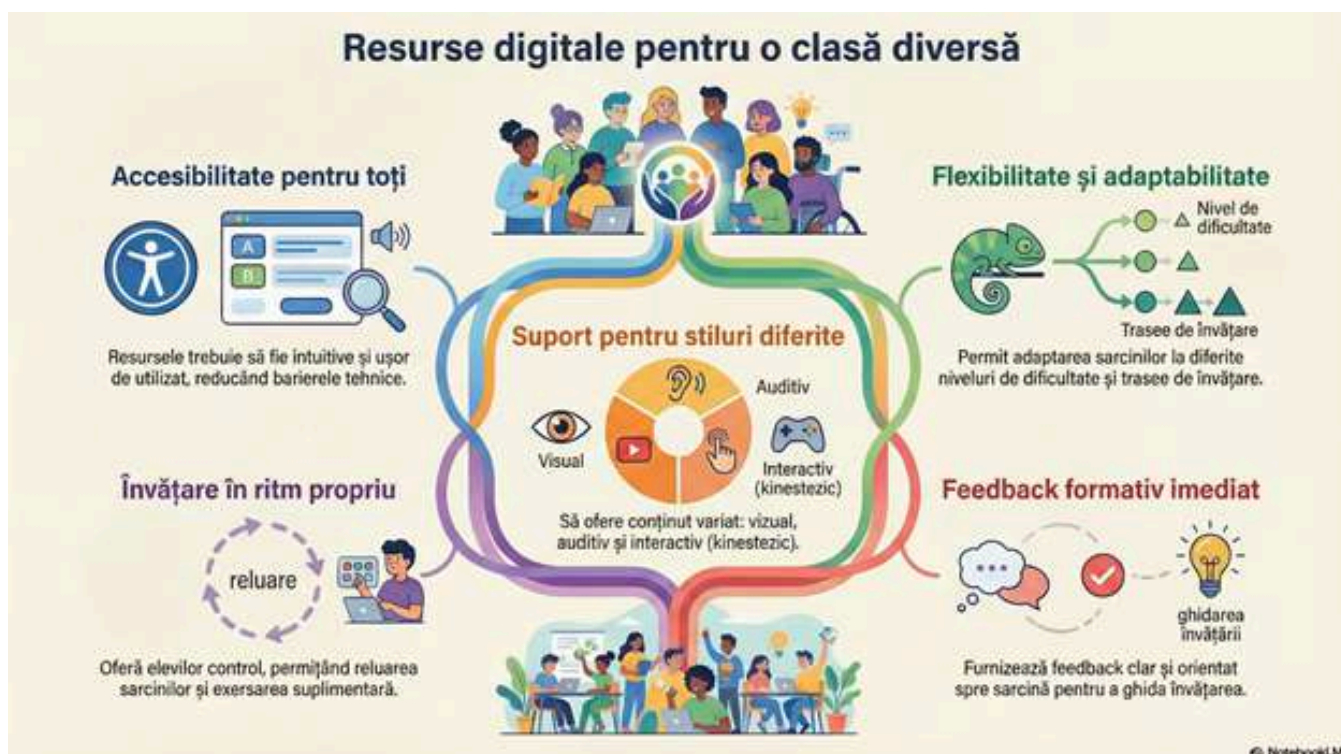 Resurse digitale pentru o clasă diversă
Accesibilitate pentru toți
A
B
Resursele trebuie să fie intuitive și ușor
de utilizat, reducând barierele tehnice.
Flexibilitate și adaptabilitate
Nivel de
dificultate
Trasee de învățare
Permit adaptarea sarcinilor la diferite
niveluri de dificultate și trasee de învățare.
Suport pentru stiluri diferite
Auditiv
Visual
Interactiv
(kinestezic)
Să ofere conținut variat: vizual,
auditiv și interactiv (kinestezic).
Învățare în ritm propriu
reluare
Oferă elevilor control, permițând reluarea
sarcinilor și exersarea suplimentară.
Feedback formativ imediat
ghidarea
învățării
Furnizează feedback clar și orientat
spre sarcină pentru a ghida învățarea.